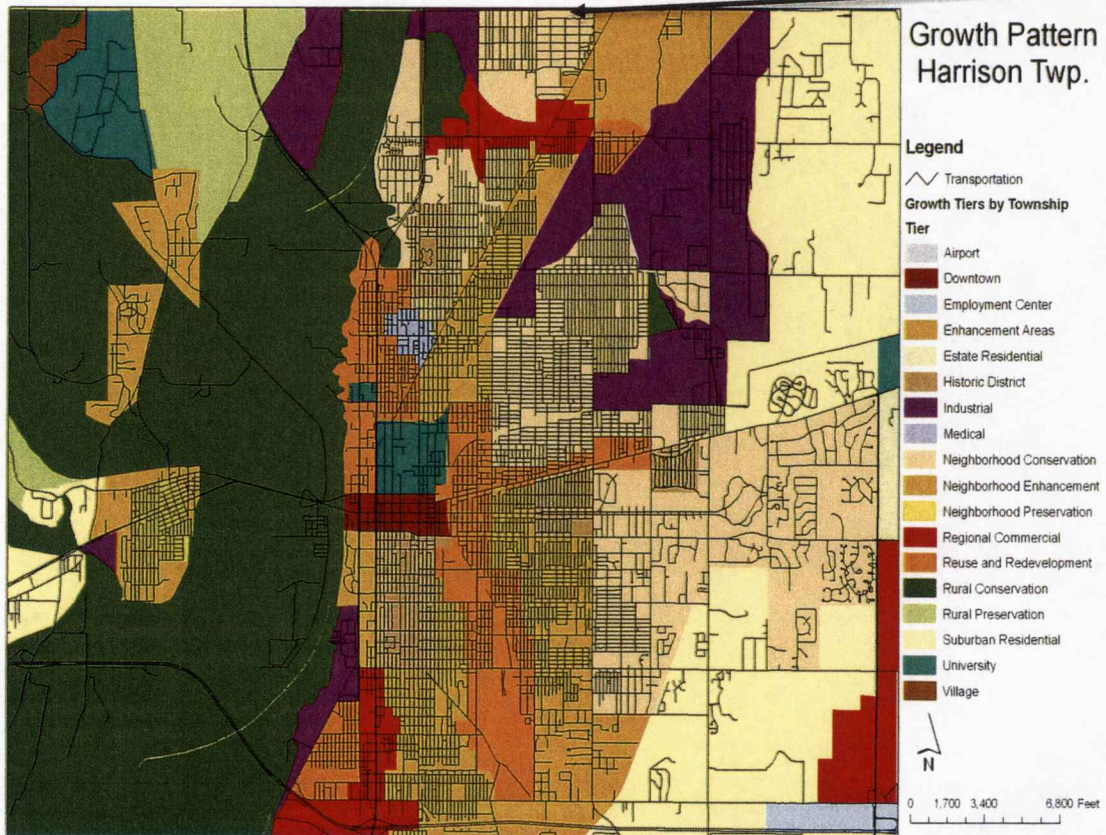 Growth Pattern
Harrison Twp.
Legend
Transportation
Growth Tiers by Township
Tier
Airport
Downtown
Employment Center
Enhancement Areas
Estate Residential
Historic District
Industrial
Medical
Neighborhood Conservation
Neighborhood Enhancement
Neighborhood Preservation
Regional Commercial
Reuse and Redevelopment
Rural Conservation
Rural Preservation
Suburban Residential
University
Village
N
0 1,700 3,400 6,800 Feet